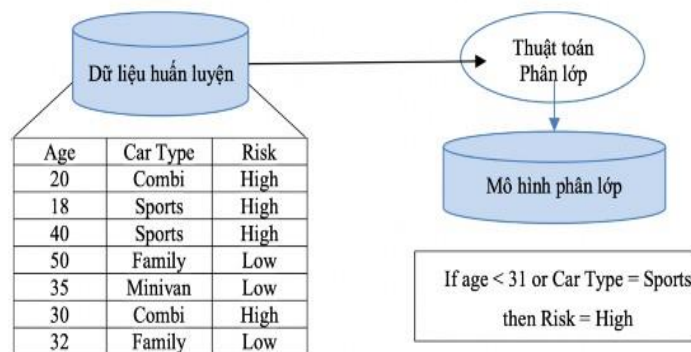 Dữ liệu huấn luyện
Thuật toán
Phân lớp
Mô hình phân lớp
Age Car Type Risk
20 Combi High
18 Sports High
40 Sports High
50 Family Low
35 Minivan Low
30 Combi High
32 Family Low
If age < 31 or Car Type = Sports
then Risk = High